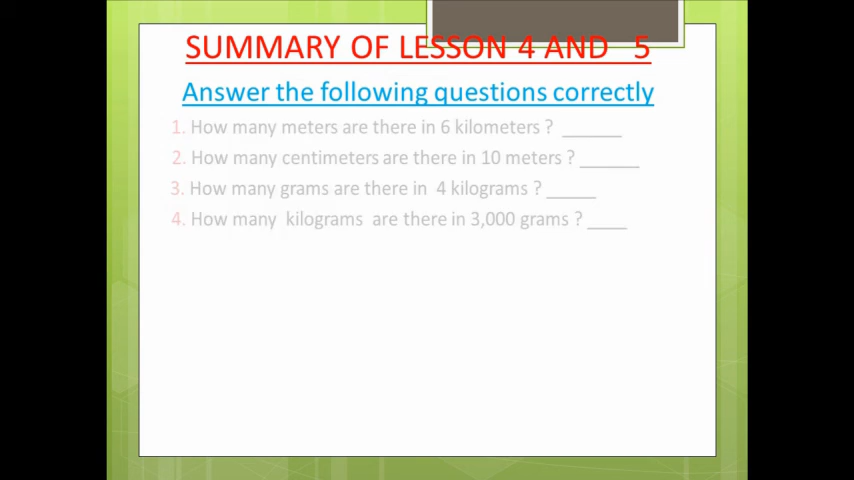 SUMMARY OF LESSON 4 AND 5
Answer the following questions correctly
1. How many meters are there in 6 kilometers ? ______
2. How many centimeters are there in 10 meters ? ______
3. How many grams are there in 4 kilograms ? _____
4. How many kilograms are there in 3,000 grams ? ____